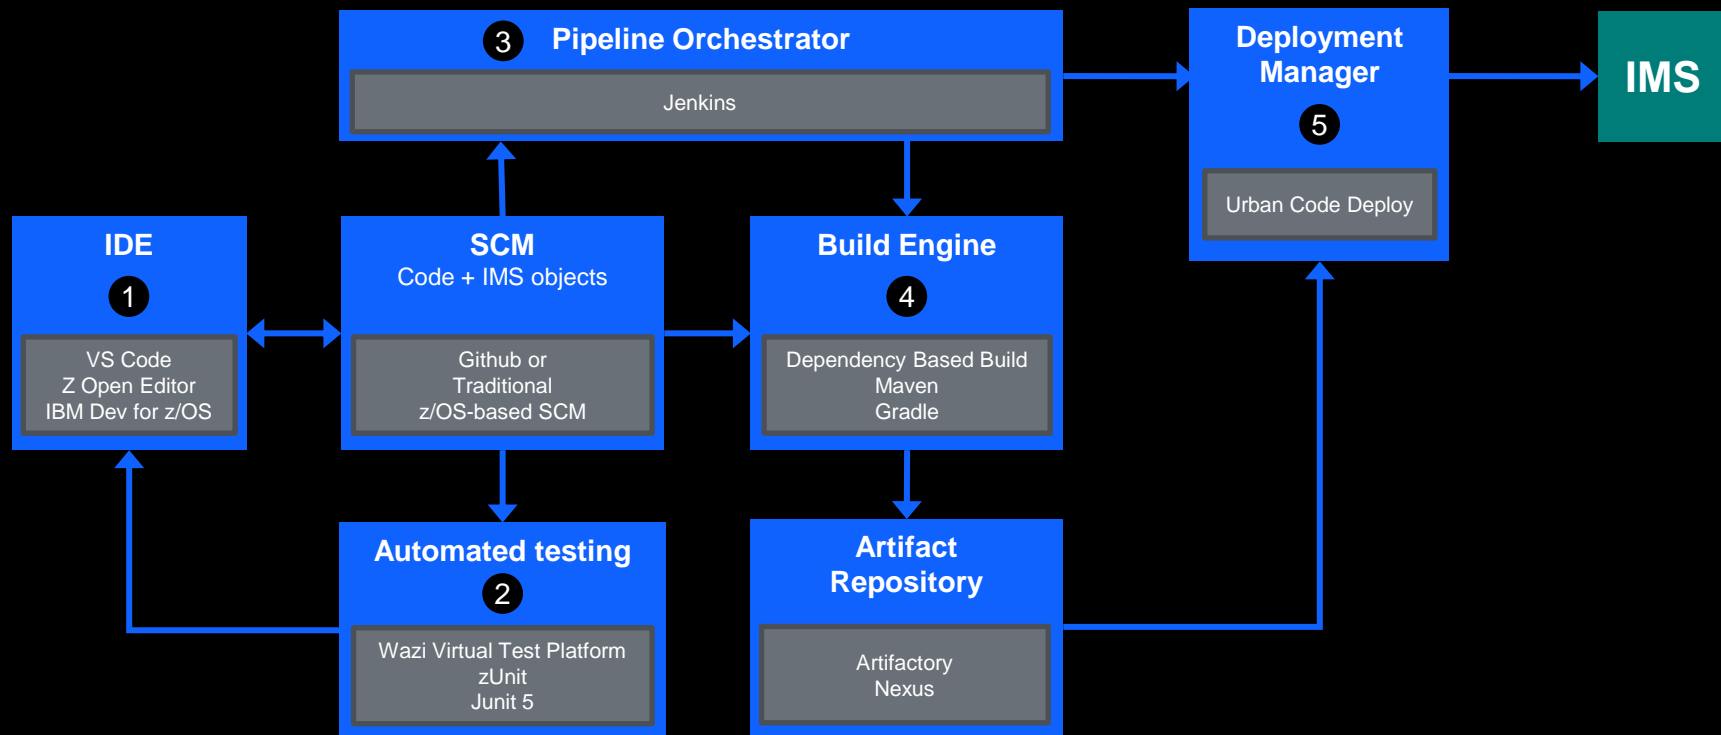 3 Pipeline Orchestrator
Jenkins
Deployment
Manager
5
Urban Code Deploy
IMS
IDE
1
VS Code
Z Open Editor
IBM Dev for z/OS
SCM
Code + IMS objects
Github or
Traditional
z/OS-based SCM
Build Engine
4
Dependency Based Build
Maven
Gradle
Automated testing
2
Wazi Virtual Test Platform
zUnit
Junit 5
Artifact
Repository
Artifactory
Nexus